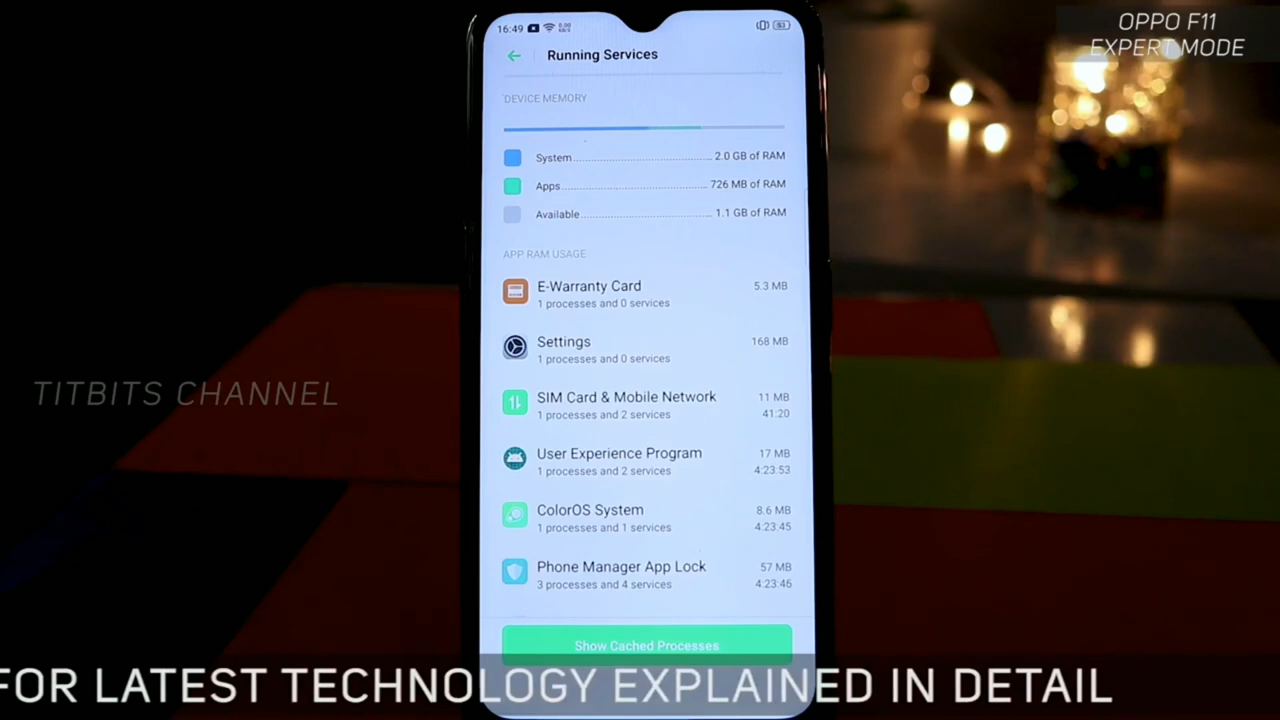 OPPO F11
EXPERT MODE
16:49
Running Services
DEVICE MEMORY
System 2.0 GB of RAM
Apps 726 MB of RAM
Available 1.1 GB of RAM
APP RAM USAGE
E-Warranty Card 5.3 MB
1 processes and 0 services
Settings 168 MB
1 processes and 0 services
SIM Card & Mobile Network 11 MB
1 processes and 2 services 41:20
User Experience Program 17 MB
1 processes and 2 services 4:23:53
ColorOS System 8.6 MB
1 processes and 1 services 4:23:45
Phone Manager App Lock 57 MB
3 processes and 4 services 4:23:46
Show Cached Processes
TITBITS CHANNEL
FOR LATEST TECHNOLOGY EXPLAINED IN DETAIL